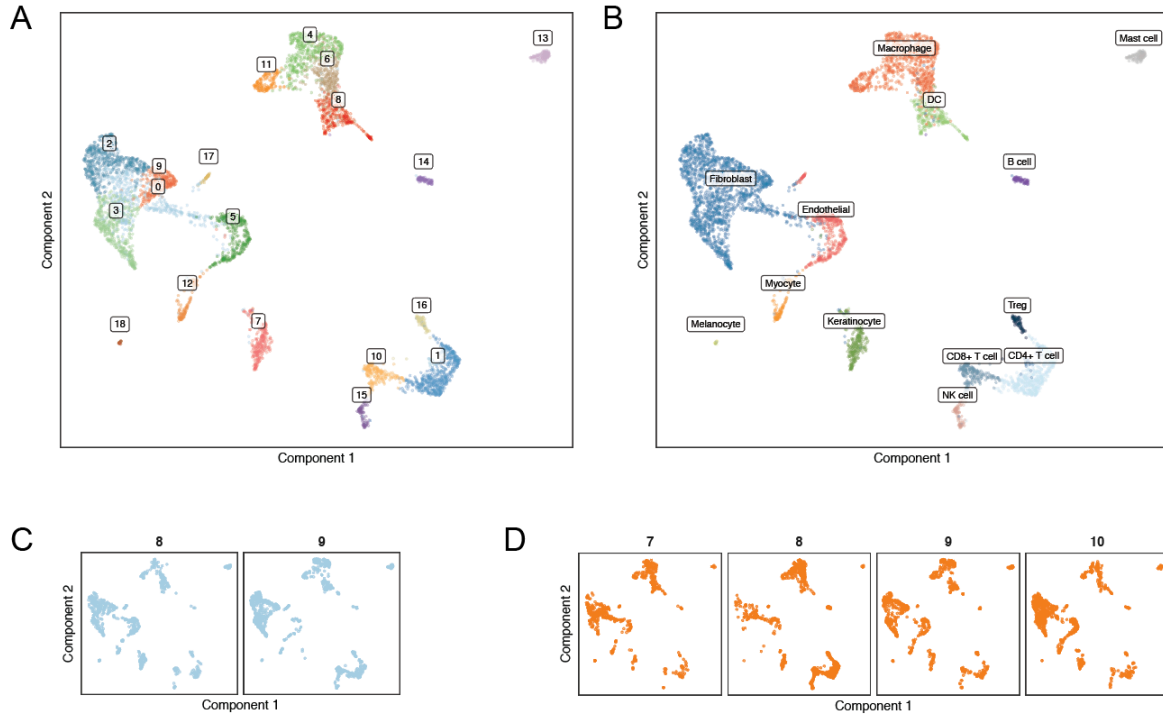 A
4
6
11
8
13
2
9
0
17
14
3
5
12
18
7
16
10
1
15
Component 2
Component 1
B
Macrophage
Mast cell
DC
B cell
Fibroblast
Endothelial
Myocyte
Melanocyte
Keratinocyte
Treg
CD8+ T cell
CD4+ T cell
NK cell
Component 2
Component 1
C
8
9
Component 2
Component 1
D
7
8
9
10
Component 2
Component 1